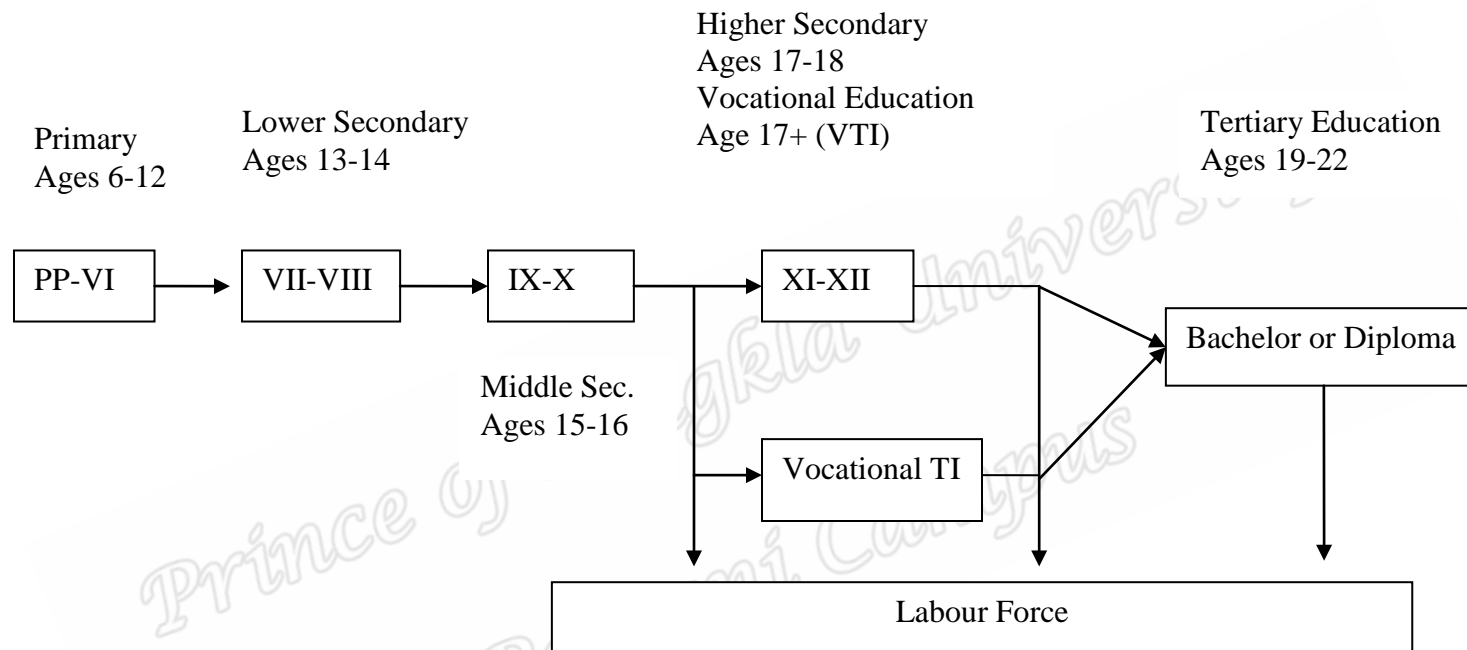 Higher Secondary
Ages 17-18
Vocational Education
Age 17+ (VTI)
Primary
Ages 6-12
Lower Secondary
Ages 13-14
Tertiary Education
Ages 19-22
PP-VI
VII-VIII
IX-X
XI-XII
Bachelor or Diploma
Middle Sec.
Ages 15-16
Vocational TI
Labour Force
Prince of